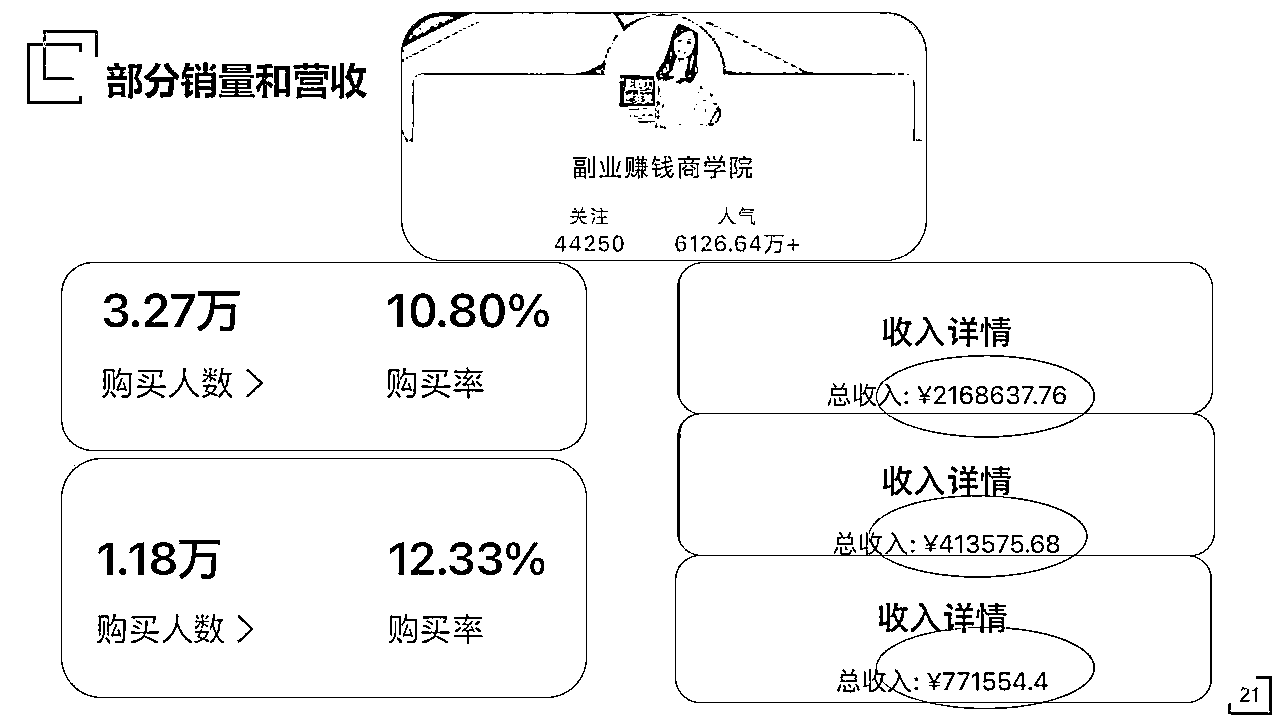 部分销量和营收
副业赚钱商学院
关注 人气
44250 6126.64万+
3.27万 10.80%
购买人数 > 购买率
1.18万 12.33%
购买人数 > 购买率
收入详情
总收入: ¥2168637.76
收入详情
总收入: ¥413575.68
收入详情
总收入: ¥771554.4
21